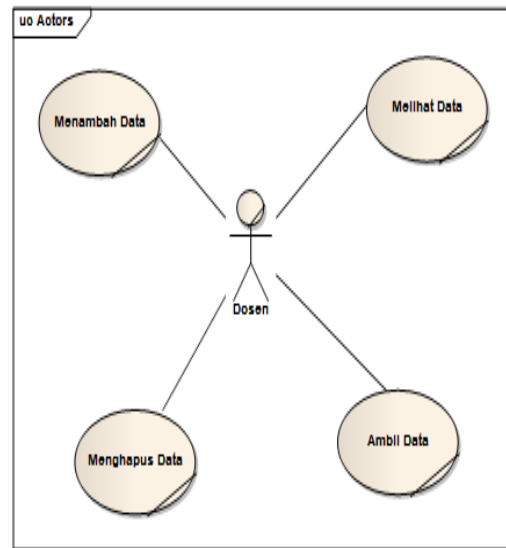 uo Aotors
Menambah Data
Melihat Data
Dosen
Menghapus Data
Ambil Data